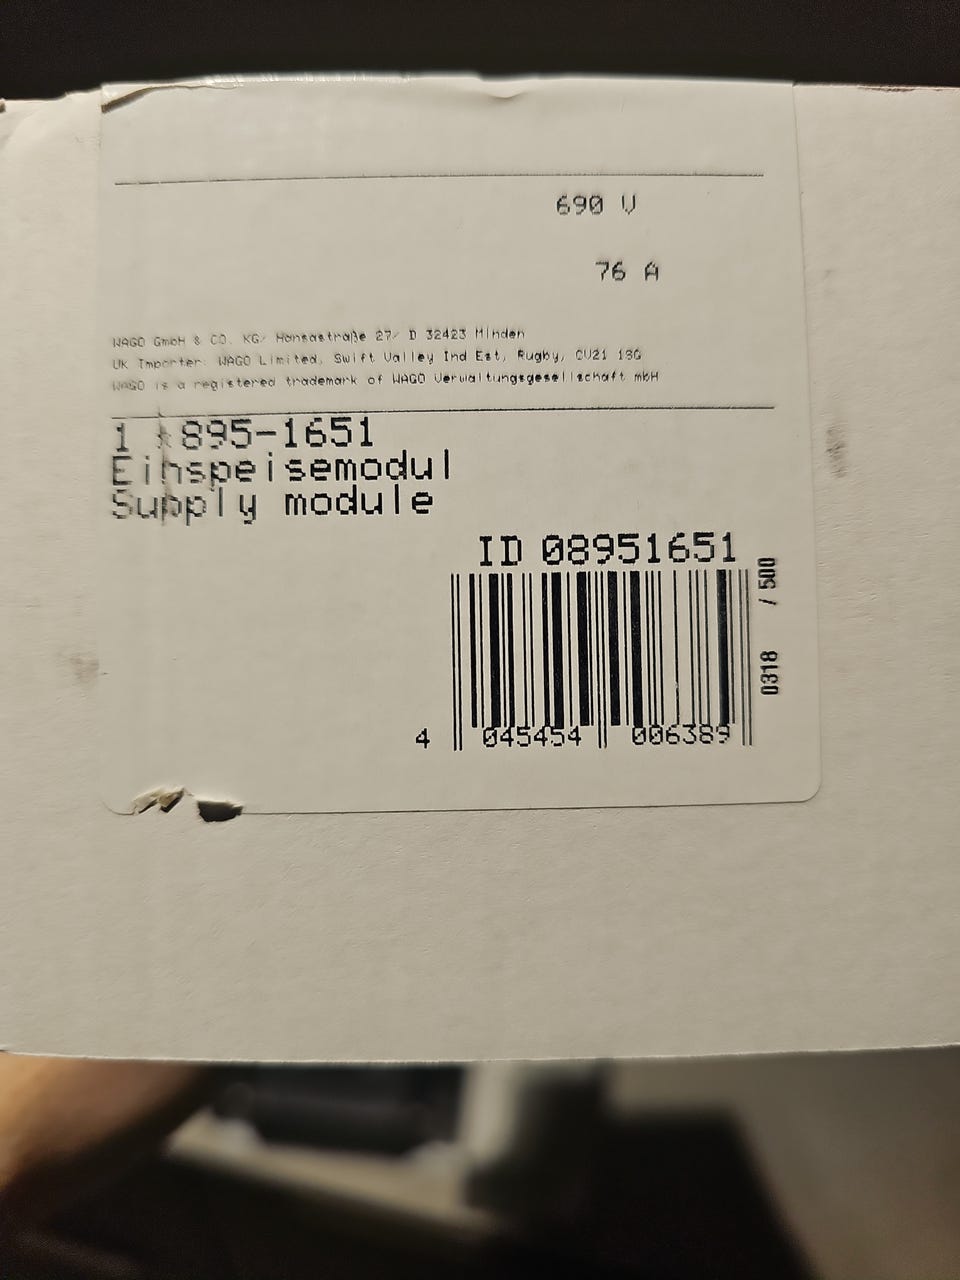 690 V
76 A
WAGO GmbH & CO. KG/ Hansastraße 27/ D 32423 Minden
UK Importer: WAGO Limited, Swift Valley Ind Est, Rugby, CV21 1SG
WAGO is a registered trademark of WAGO Verwaltungsgesellschaft mbH
1 *895-1651
Einspeisemodul
Supply module
ID 08951651
4 045454 006389
0318 / 500